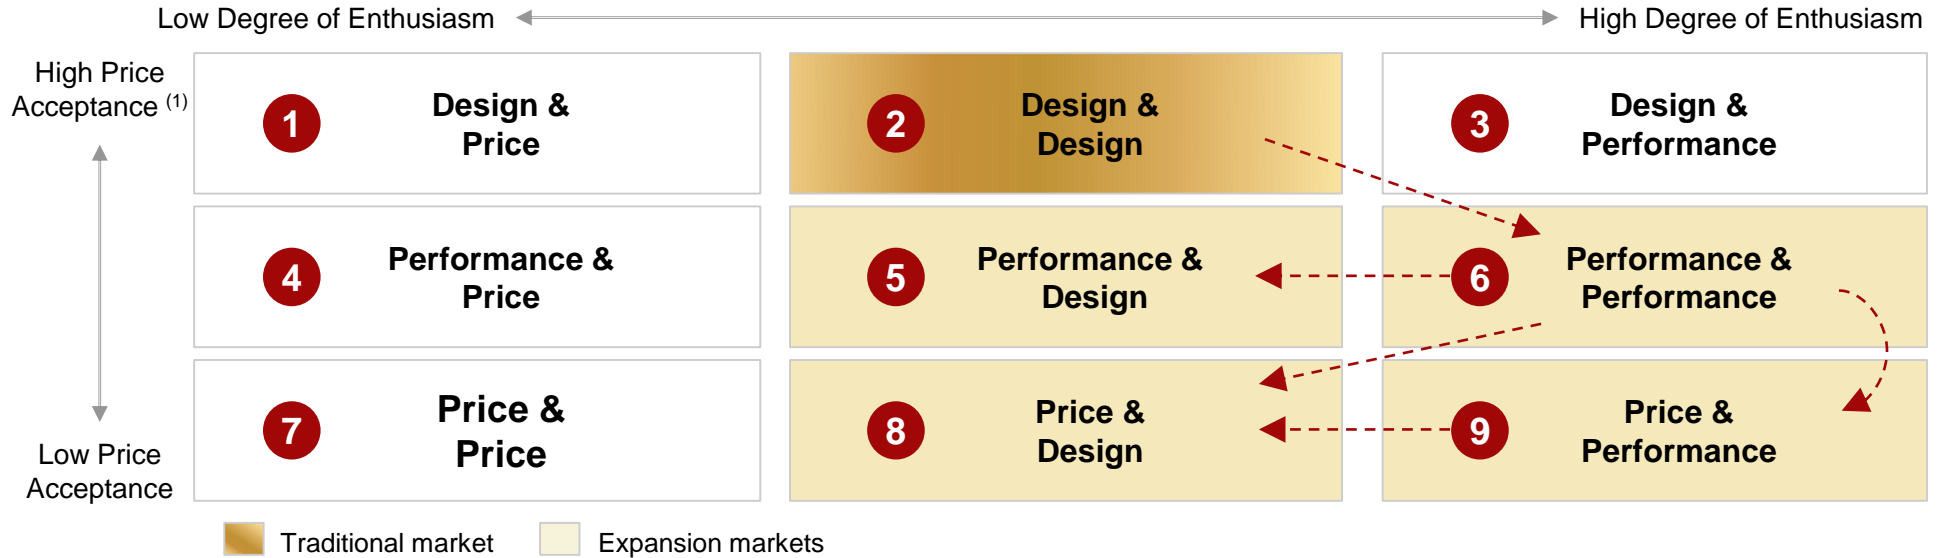 Low Degree of Enthusiasm
High Degree of Enthusiasm
High Price
Acceptance (1)
1
Design &
Price
2
Design &
Design
3
Design &
Performance
4
Performance &
Price
5
Performance &
Design
6
Performance &
Performance
7
Price &
Price
8
Price &
Design
9
Price &
Performance
Low Price
Acceptance
Traditional market
Expansion markets